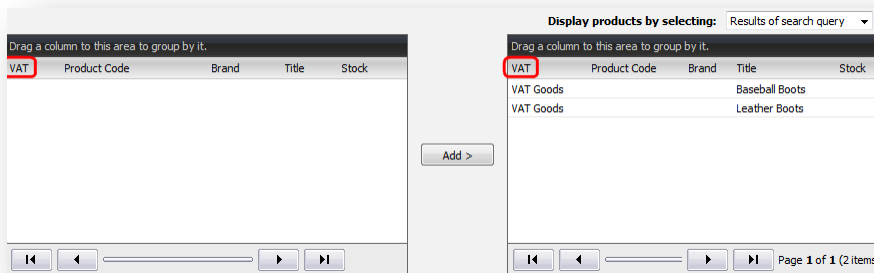 Display products by selecting: Results of search query
Drag a column to this area to group by it.
VAT Product Code Brand Title Stock
Add >
Drag a column to this area to group by it.
VAT Product Code Brand Title Stock
VAT Goods Baseball Boots
VAT Goods Leather Boots
Page 1 of 1 (2 items